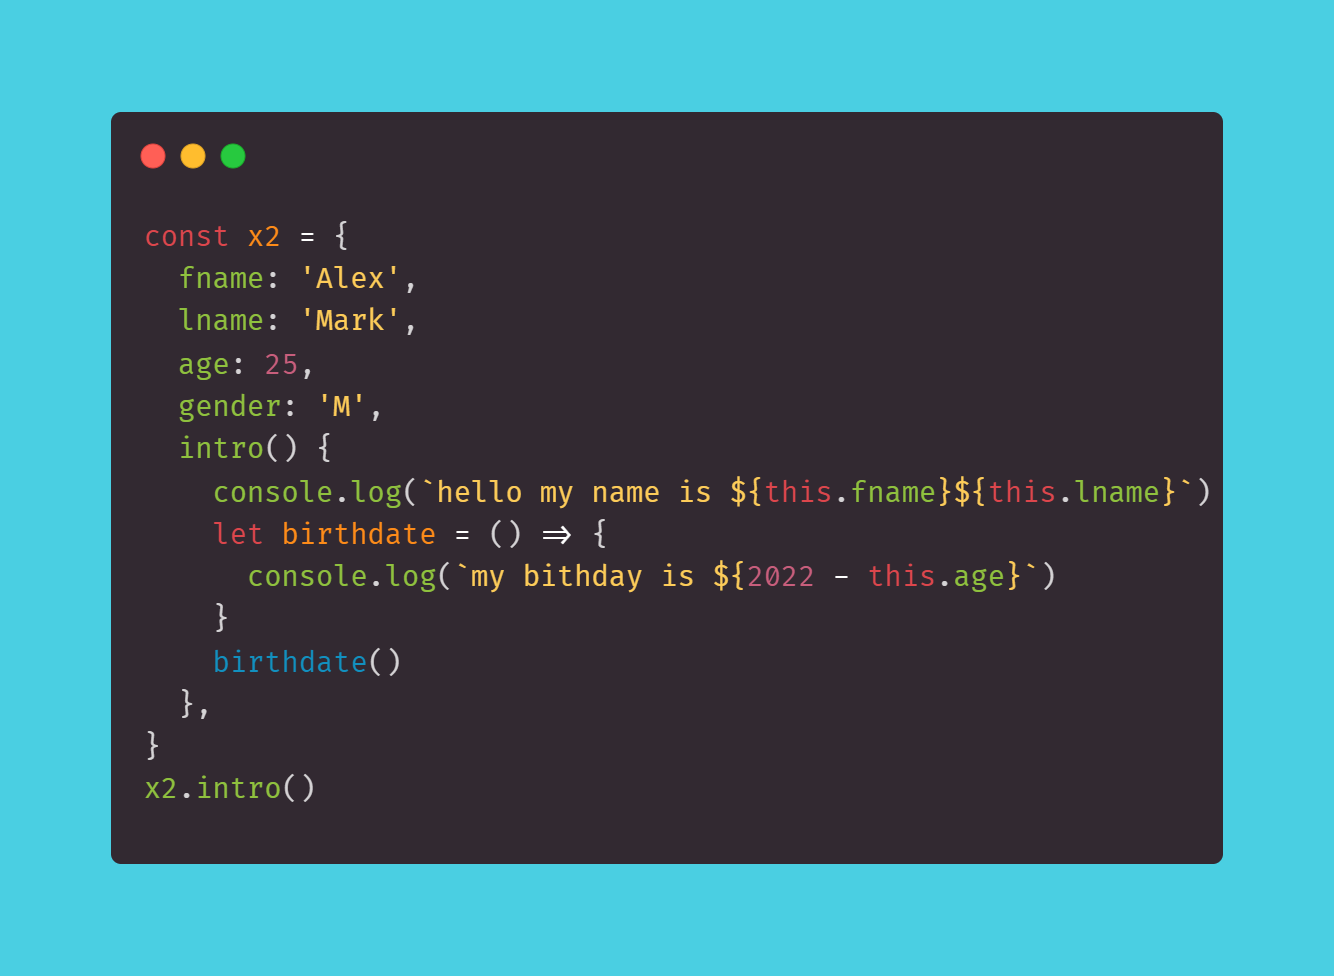 const x2 = {
  fname: 'Alex',
  lname: 'Mark',
  age: 25,
  gender: 'M',
  intro() {
    console.log(`hello my name is ${this.fname}${this.lname}`)
    let birthdate = () => {
      console.log(`my bithday is ${2022 - this.age}`)
    }
    birthdate()
  },
}
x2.intro()